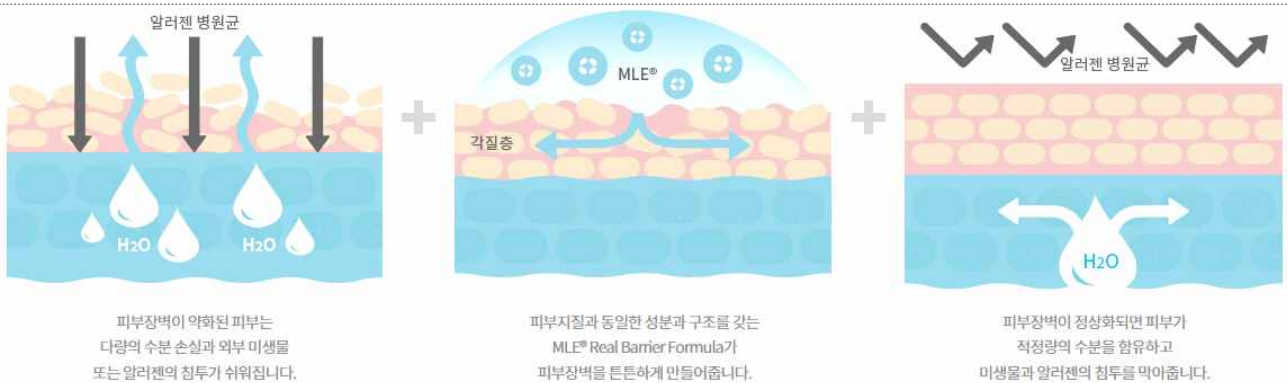 알러젠 병원균
H2O
H2O
피부장벽이 약화된 피부는
다량의 수분 손실과 외부 미생물
또는 알러젠의 침투가 쉬워집니다.
MLE®
각질층
피부지질과 동일한 성분과 구조를 갖는
MLE® Real Barrier Formula가
피부장벽을 튼튼하게 만들어줍니다.
알러젠 병원균
H2O
피부장벽이 정상화되면 피부가
적정량의 수분을 함유하고
미생물과 알러젠의 침투를 막아줍니다.